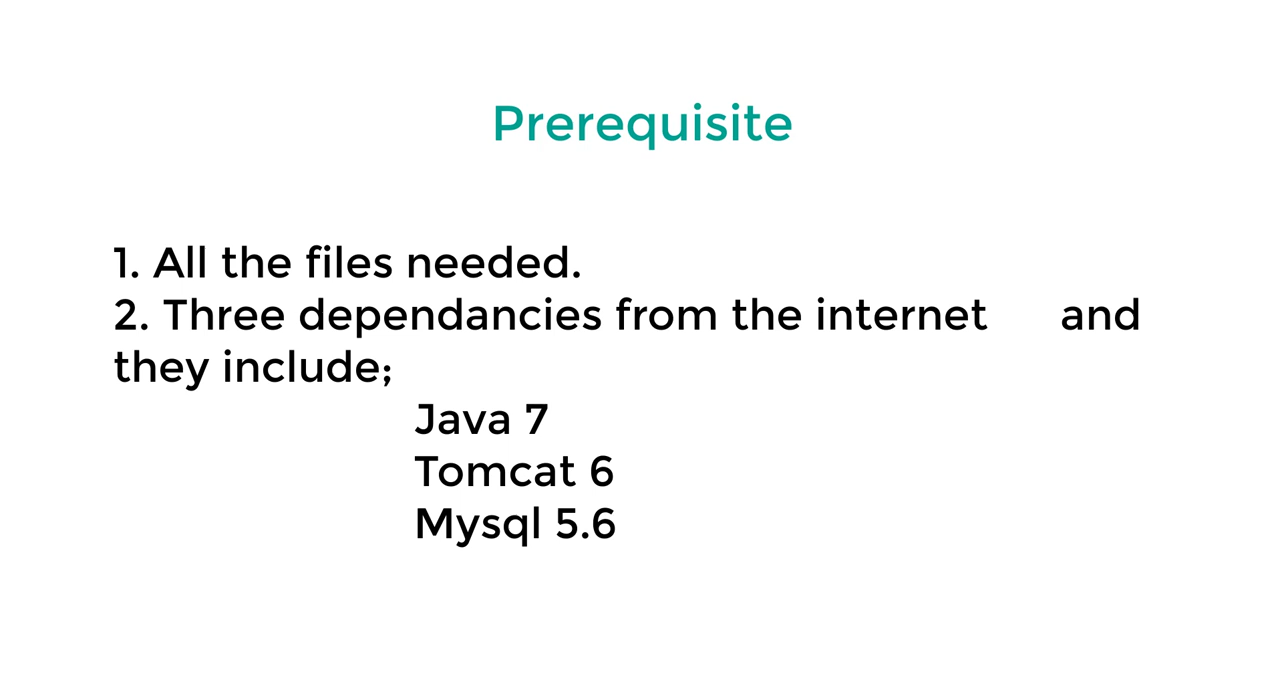 Prerequisite
1. All the files needed.
2. Three dependancies from the internet and
they include;
Java 7
Tomcat 6
Mysql 5.6